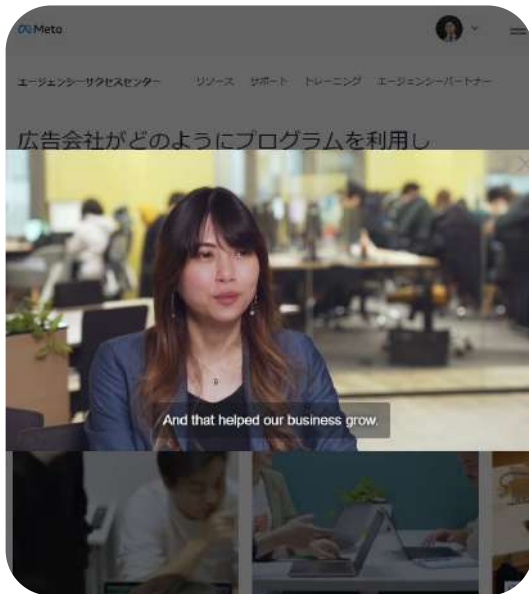 Meta
エージェンシーサクセスセンター リソース サポート トレーニング エージェンシーパートナー
広告会社がどのようにプログラムを利用し
And that helped our business grow.